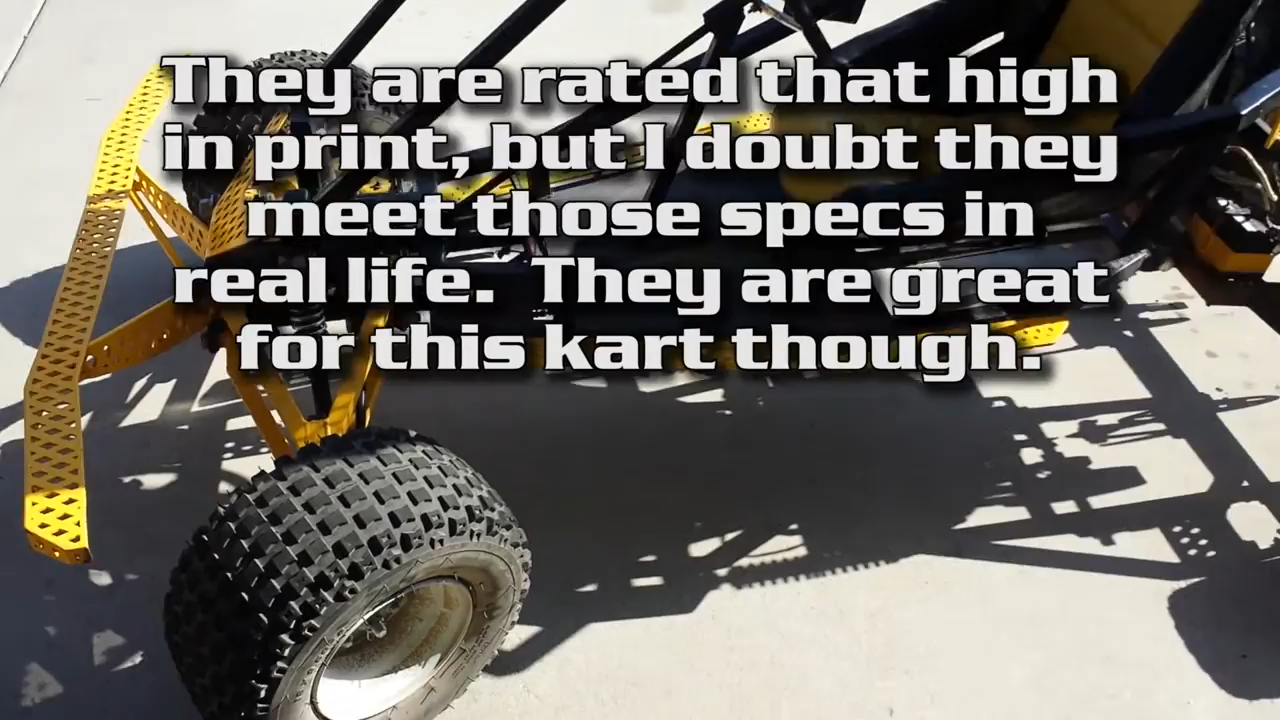 They are rated that high
in print, but I doubt they
meet those specs in
real life.  They are great
for this kart though.